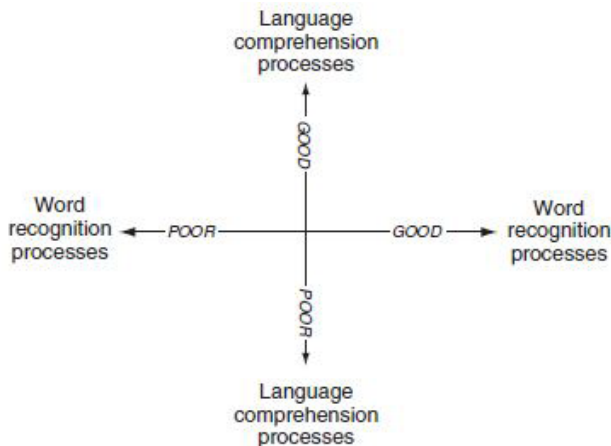 Language
comprehension
processes
GOOD
Word
recognition
processes
POOR
GOOD
Word
recognition
processes
POOR
Language
comprehension
processes